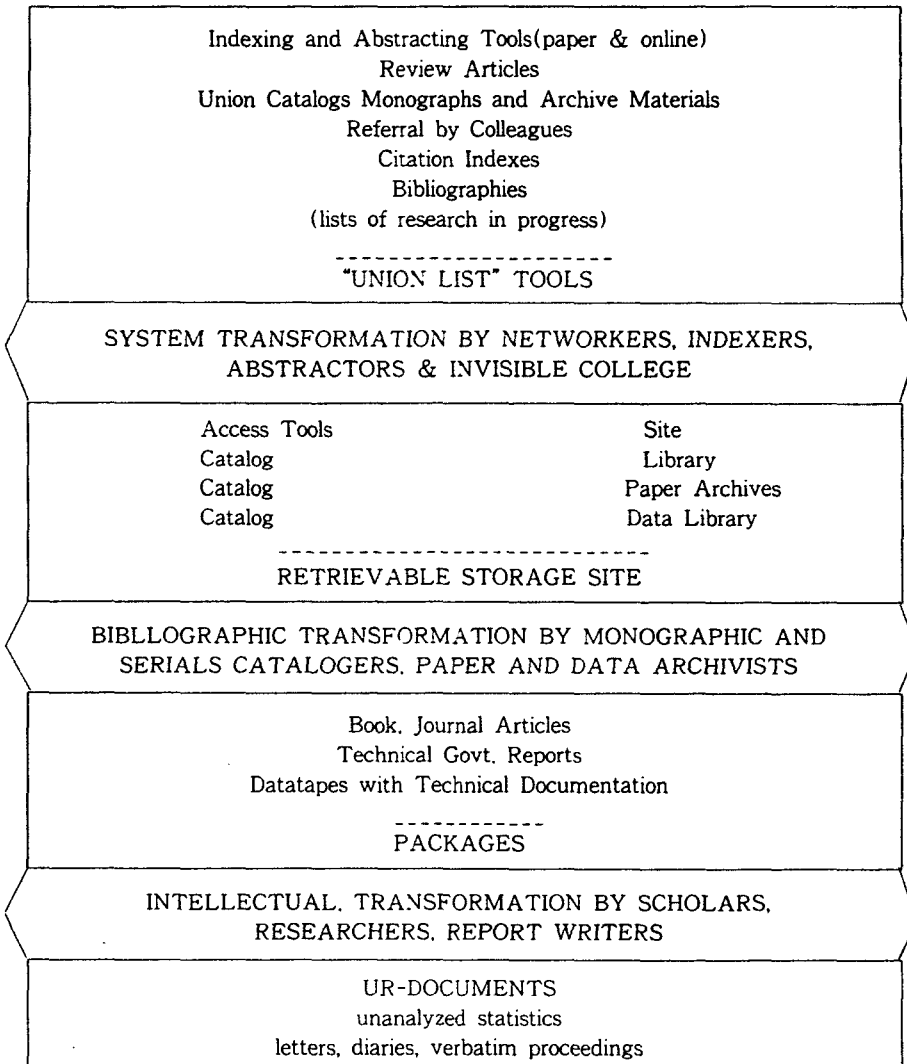 Indexing and Abstracting Tools(paper & online)
Review Articles
Union Catalogs Monographs and Archive Materials
Referral by Colleagues
Citation Indexes
Bibliographies
(lists of research in progress)
"UNION LIST" TOOLS
SYSTEM TRANSFORMATION BY NETWORKERS, INDEXERS,
ABSTRACTORS & INVISIBLE COLLEGE
Access Tools Site
Catalog Library
Catalog Paper Archives
Catalog Data Library
RETRIEVABLE STORAGE SITE
BIBLLOGRAPHIC TRANSFORMATION BY MONOGRAPHIC AND
SERIALS CATALOGERS. PAPER AND DATA ARCHIVISTS
Book. Journal Articles
Technical Govt. Reports
Datatapes with Technical Documentation
PACKAGES
INTELLECTUAL. TRANSFORMATION BY SCHOLARS,
RESEARCHERS. REPORT WRITERS
UR-DOCUMENTS
unanalyzed statistics
letters, diaries, verbatim proceedings